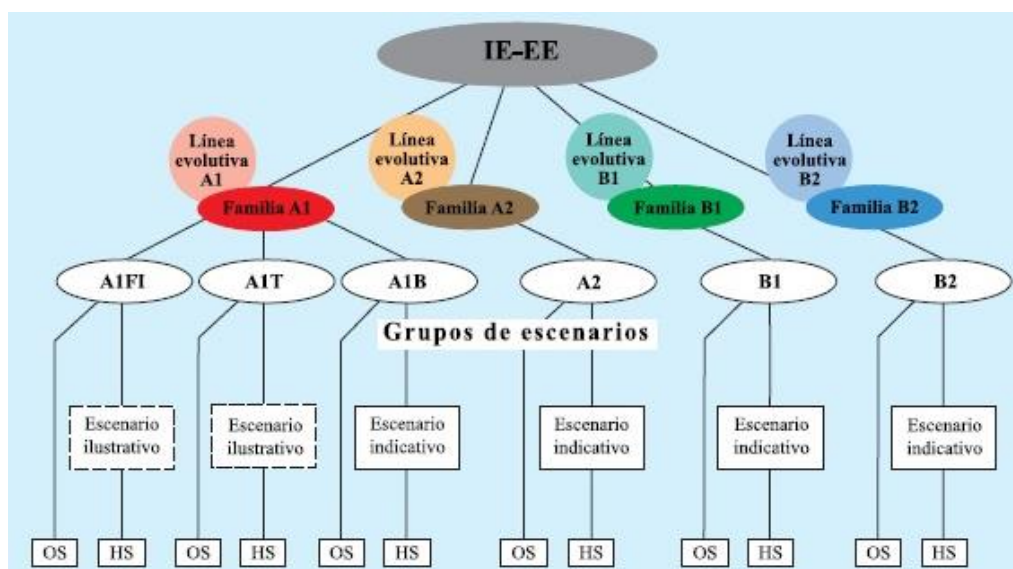 IE–EE
Línea
evolutiva
A1
Línea
evolutiva
A2
Línea
evolutiva
B1
Línea
evolutiva
B2
Familia A1
Familia A2
Familia B1
Familia B2
A1FI
A1T
A1B
A2
B1
B2
Grupos de escenarios
Escenario
ilustrativo
Escenario
ilustrativo
Escenario
indicativo
Escenario
indicativo
Escenario
indicativo
Escenario
indicativo
OS
HS
OS
HS
OS
HS
OS
HS
OS
HS
OS
HS